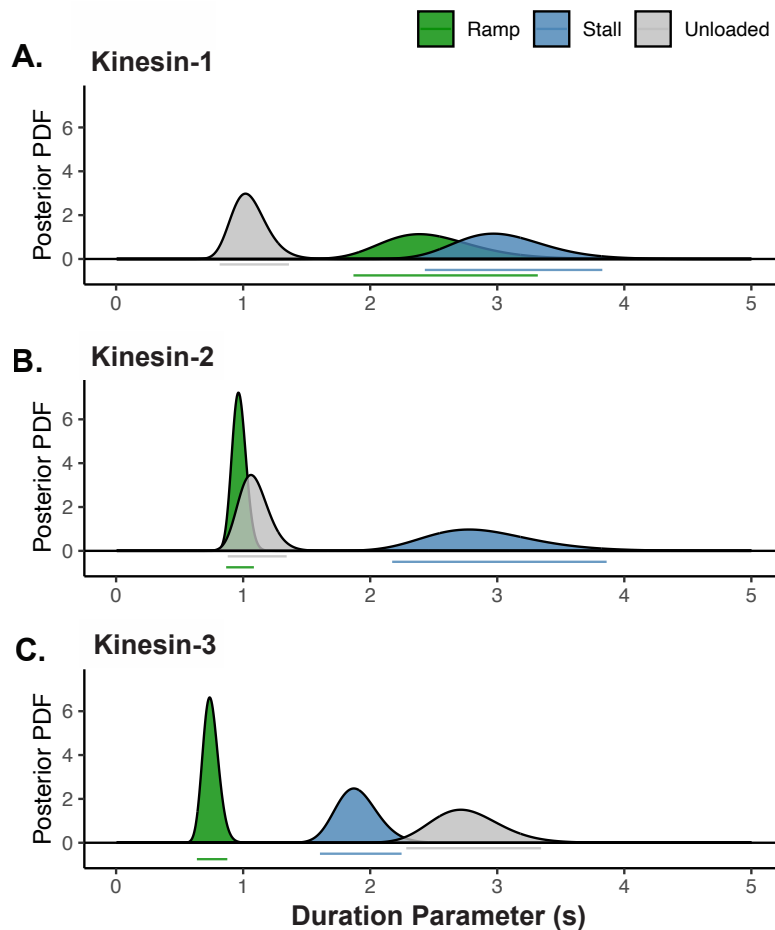 Ramp Stall Unloaded
A. Kinesin-1
Posterior PDF
6
4
2
0
0 1 2 3 4 5
B. Kinesin-2
Posterior PDF
6
4
2
0
0 1 2 3 4 5
C. Kinesin-3
Posterior PDF
6
4
2
0
0 1 2 3 4 5
Duration Parameter (s)